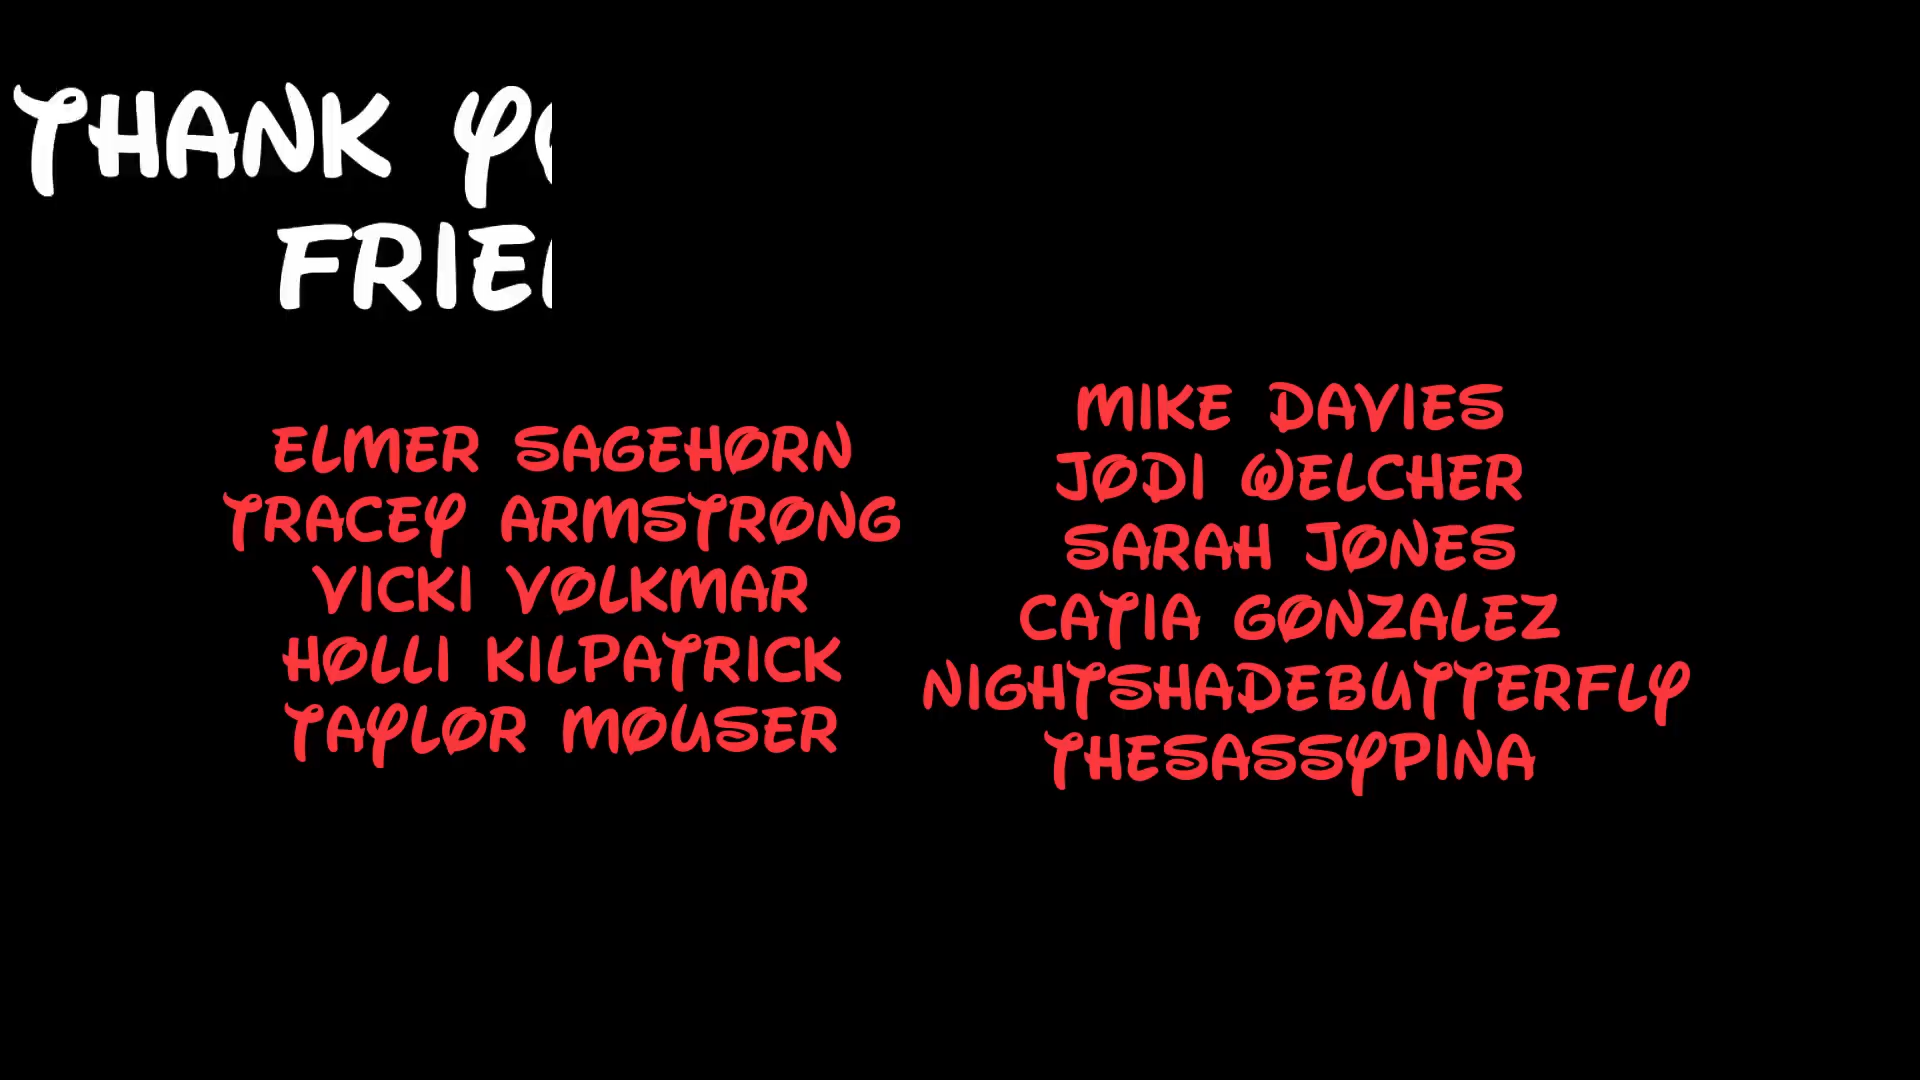 THANK YO
FRIE
ELMER SAGEHORN
TRACEY ARMSTRONG
VICKI VOLKMAR
HOLLI KILPATRICK
TAYLOR MOUSER
MIKE DAVIES
JODI WELCHER
SARAH JONES
CATIA GONZALEZ
NIGHTSHADEBUTTERFLY
THESASSYPINA